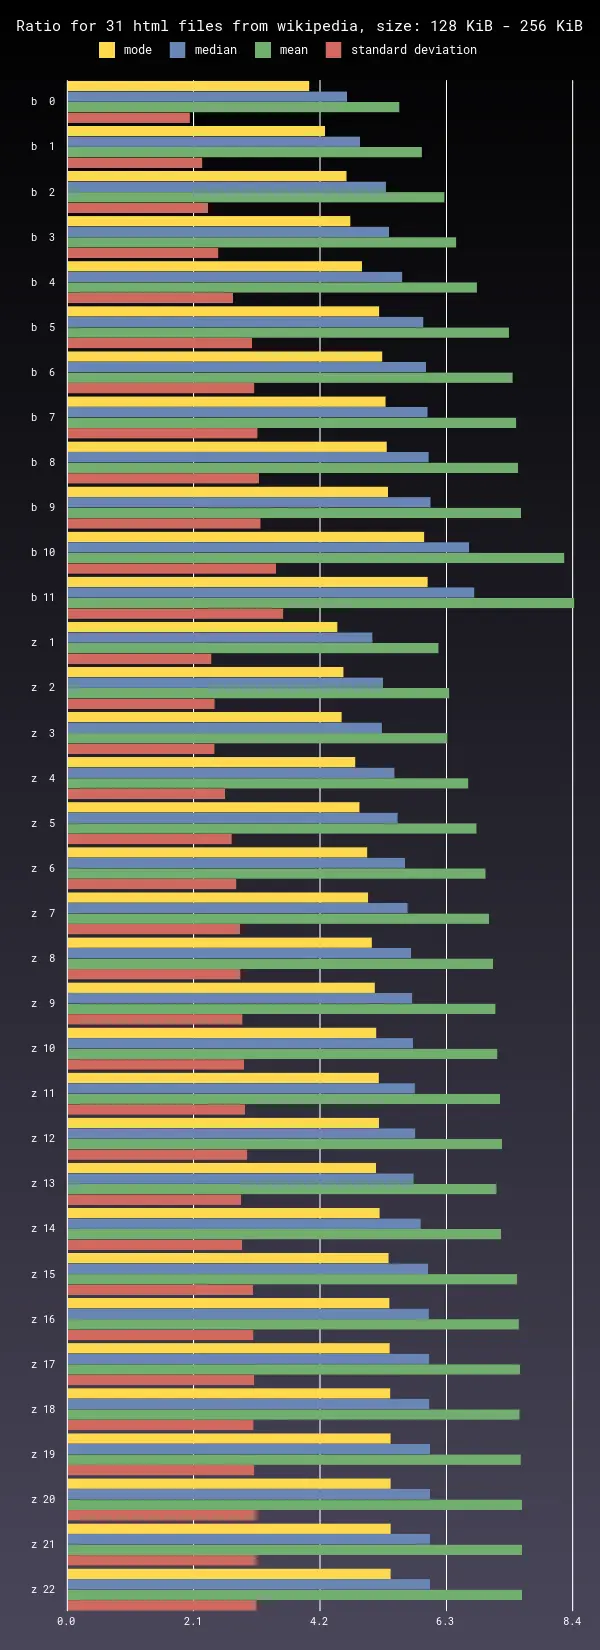 Ratio for 31 html files from wikipedia, size: 128 KiB - 256 KiB
mode median mean standard deviation
b 0
b 1
b 2
b 3
b 4
b 5
b 6
b 7
b 8
b 9
b 10
b 11
z 1
z 2
z 3
z 4
z 5
z 6
z 7
z 8
z 9
z 10
z 11
z 12
z 13
z 14
z 15
z 16
z 17
z 18
z 19
z 20
z 21
z 22
0.0 2.1 4.2 6.3 8.4